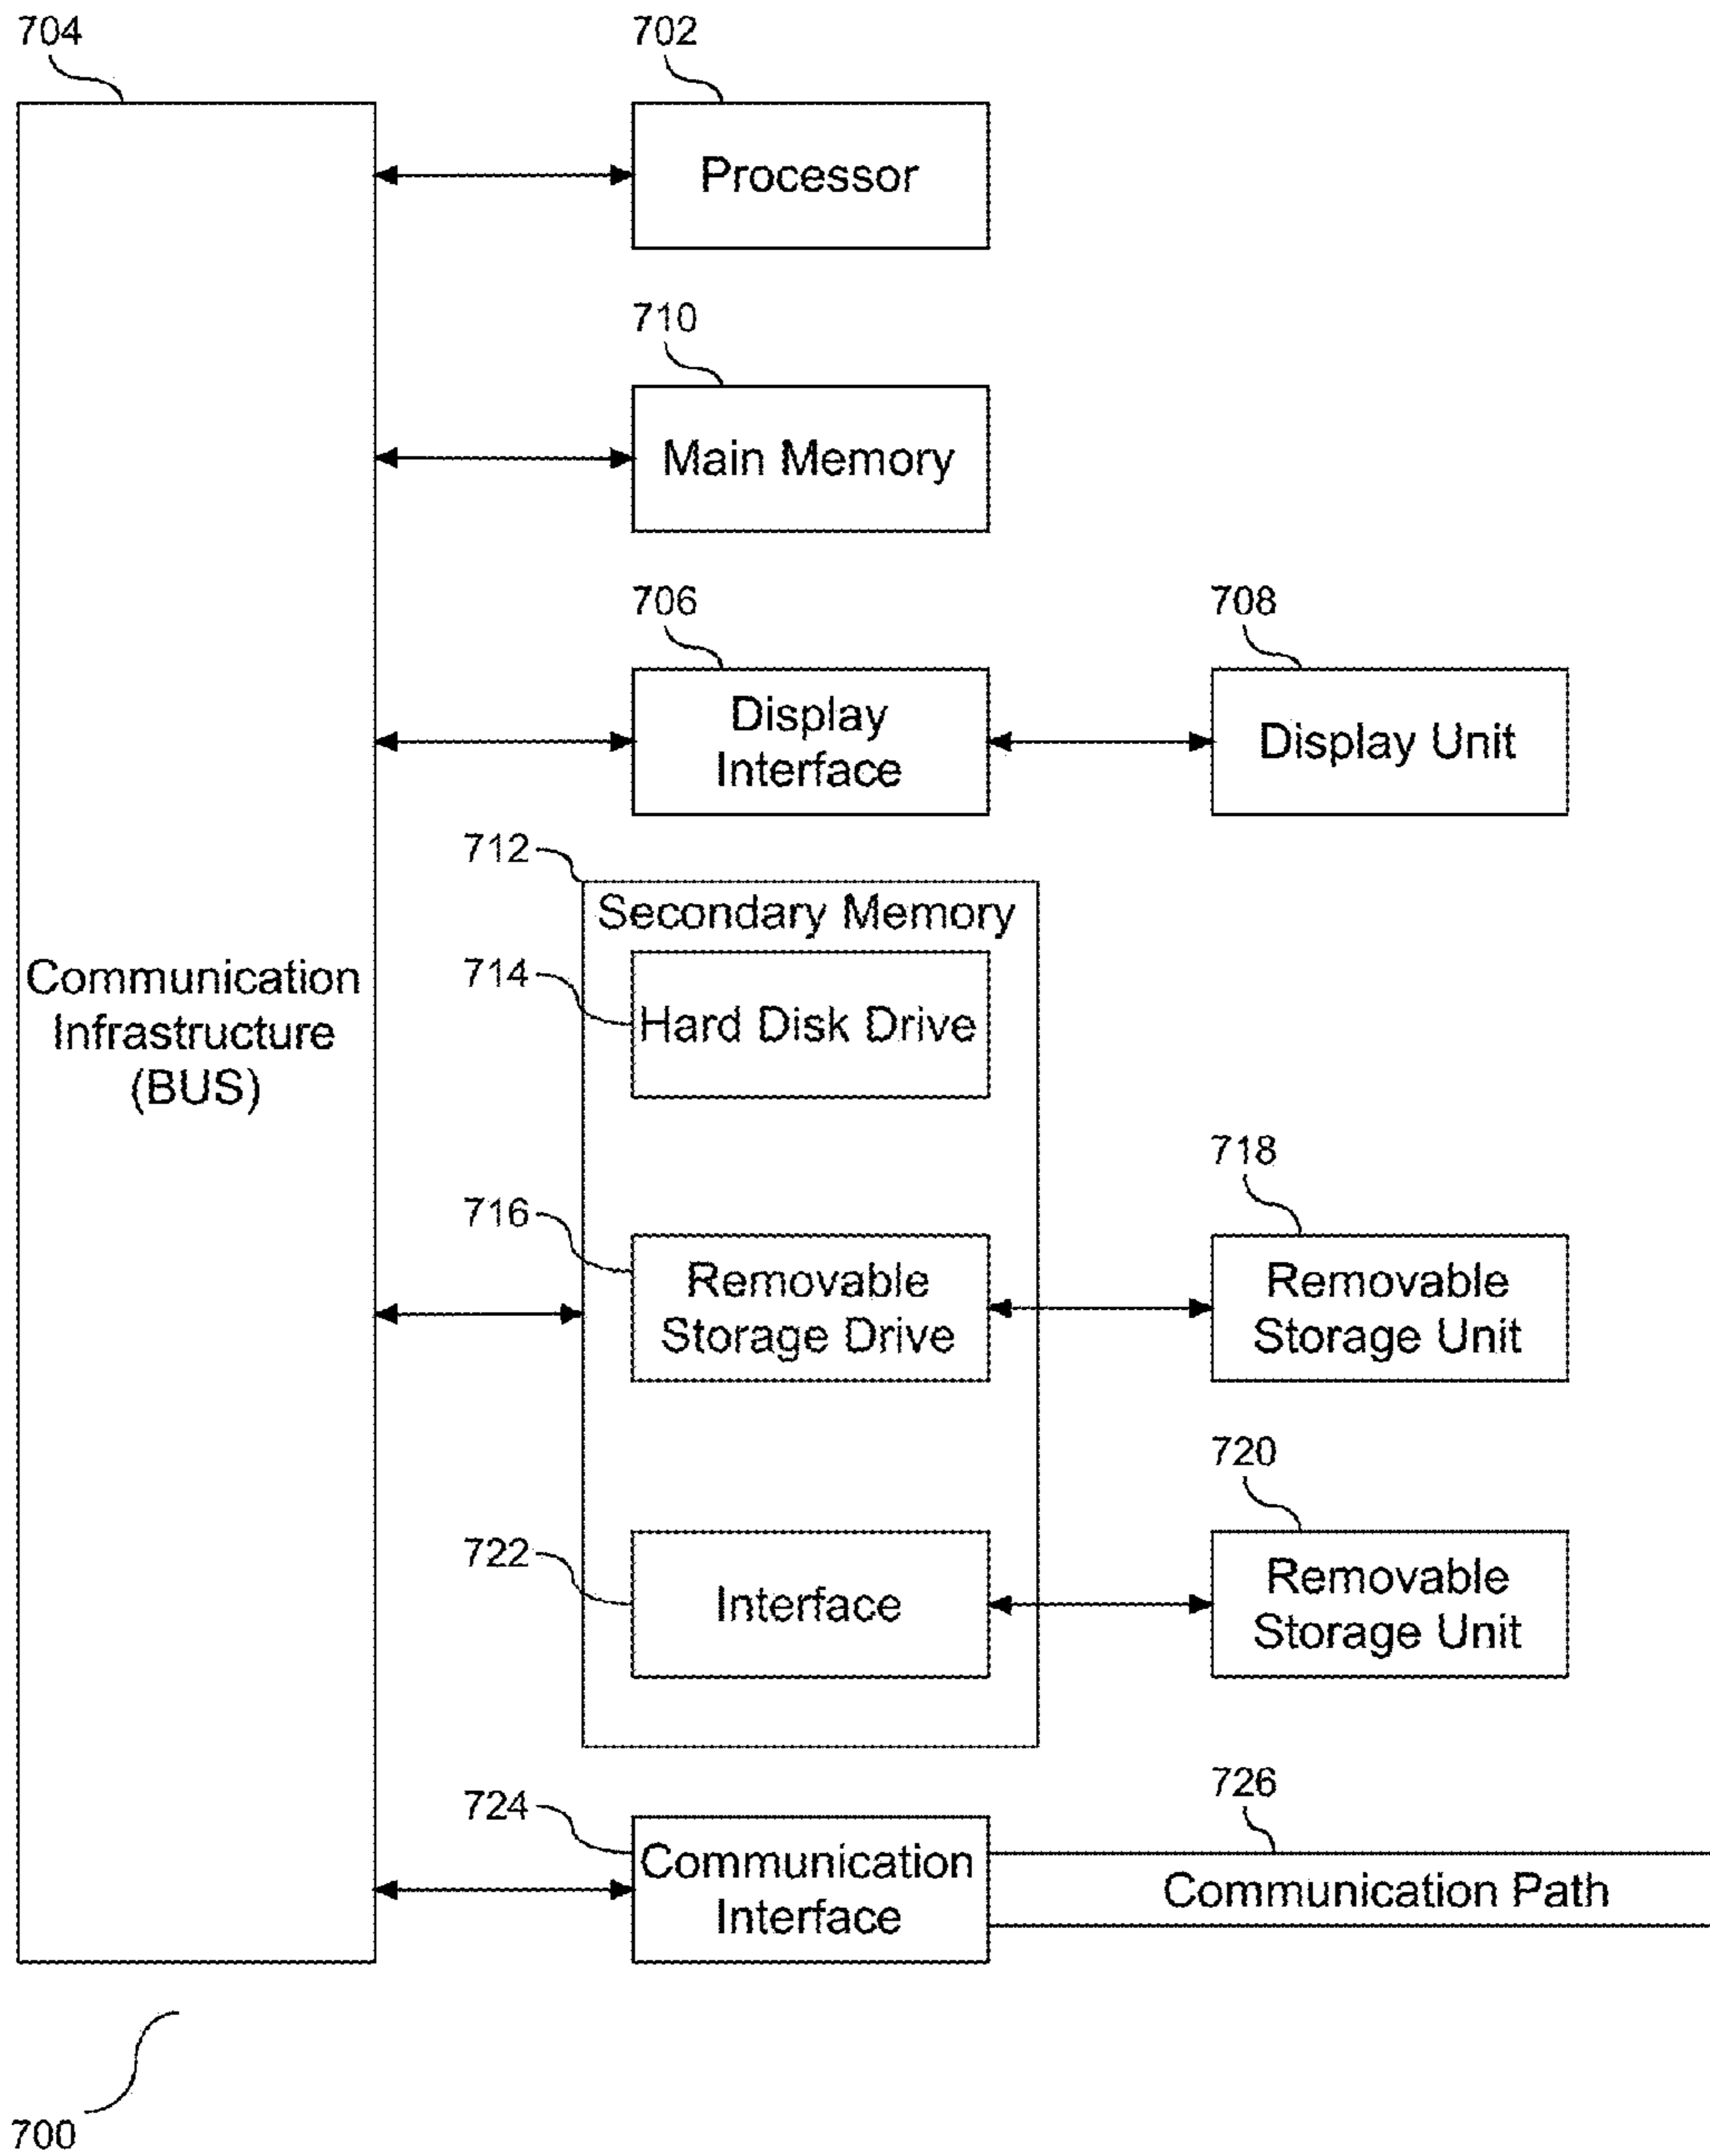 704
702
Processor
710
Main Memory
706
708
Display
Interface
Display Unit
712
Secondary Memory
714
Hard Disk Drive
Communication
Infrastructure
(BUS)
718
716
Removable
Storage Drive
Removable
Storage Unit
720
722
Interface
Removable
Storage Unit
726
724
Communication
Interface
Communication Path
700